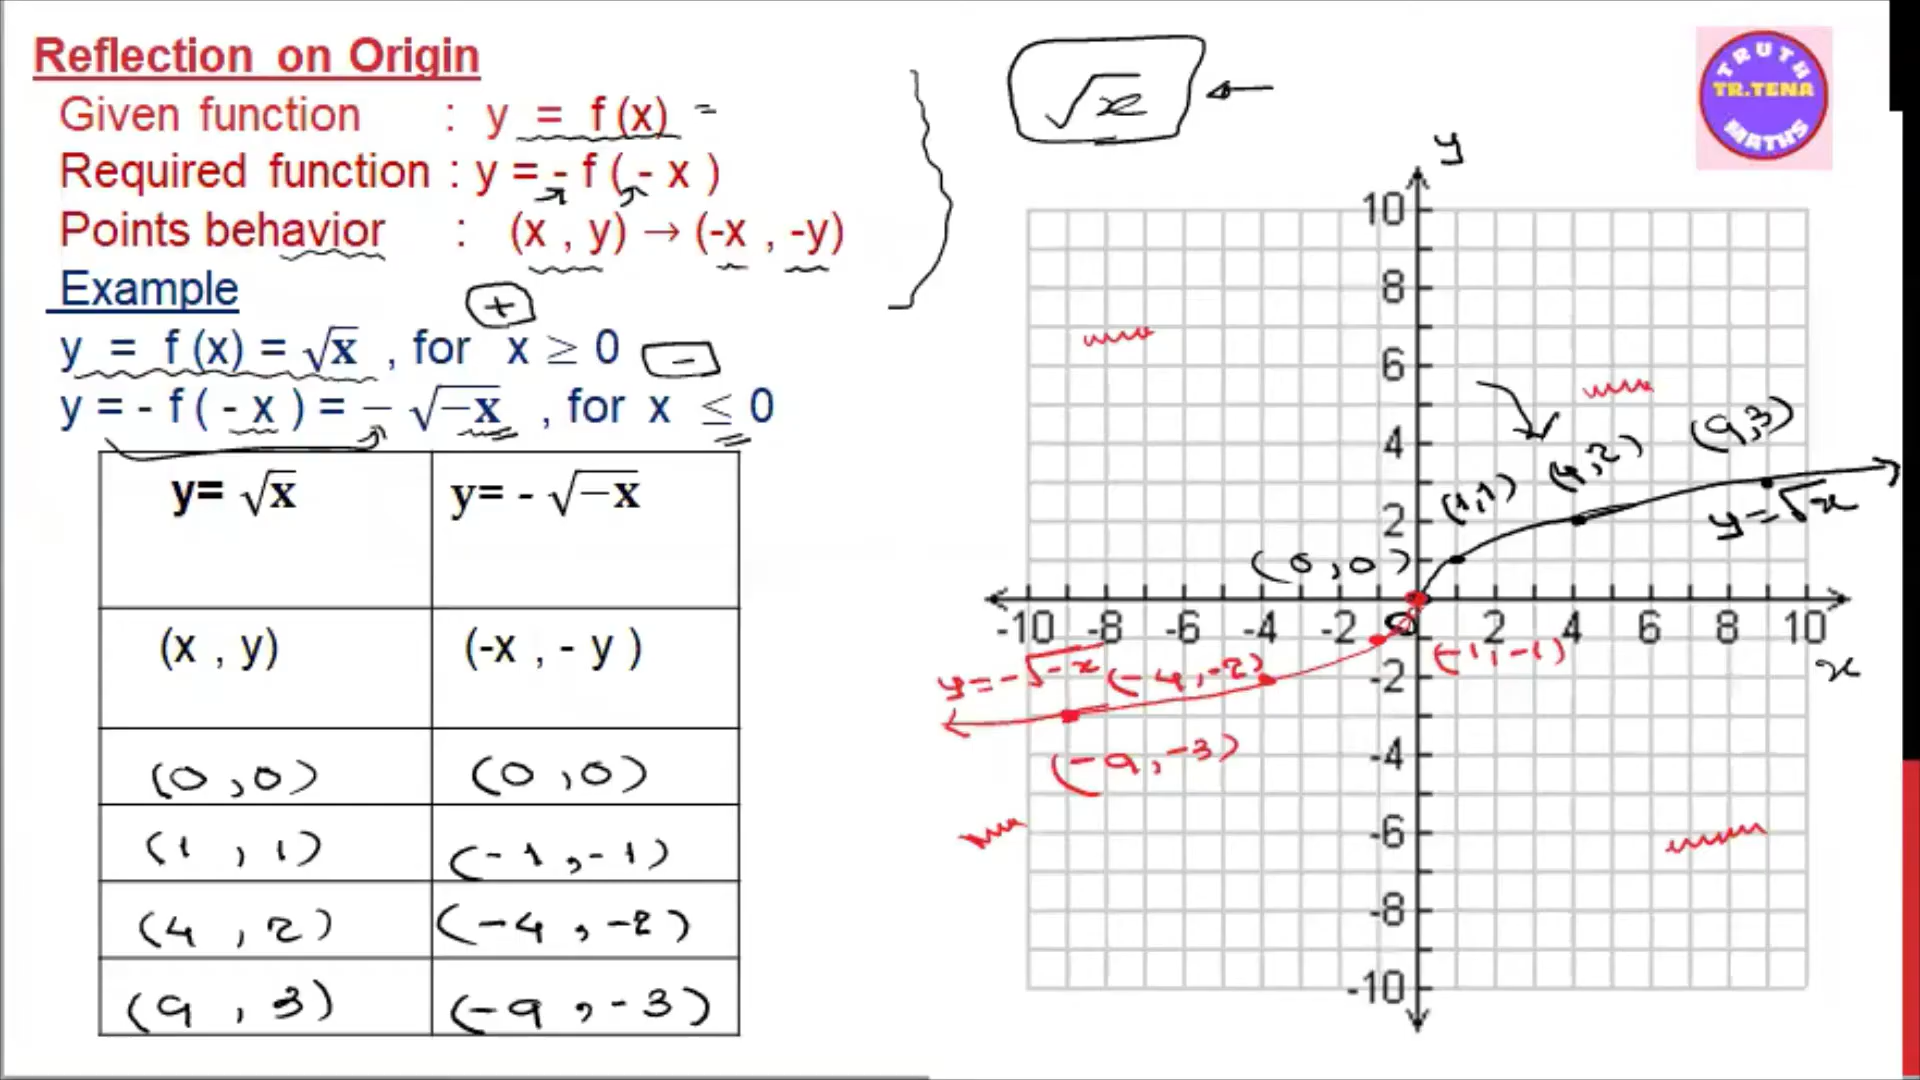 Reflection on Origin
Given function : y = f (x)
Required function : y = - f ( - x )
Points behavior : (x , y) → (-x , -y)
Example
+
y = f (x) = √x , for x ≥ 0
-
y = - f ( - x ) = − √−x , for x ≤ 0
y= √x y= - √−x
(x , y) (-x , - y )
(0 , 0) (0 , 0)
(1 , 1) (-1 , -1)
(4 , 2) (-4 , -2)
(9 , 3) (-9 , -3)
√x
TRUTH
TR.TENA
MATHS
y
10
8
6
4
2
(9,3)
(4,2)
(1,1)
y=√x
(0,0)
-10 -8 -6 -4 -2 0 2 4 6 8 10
x
(-1,-1)
y=-√-x (-4,-2)
(-9,-3)
-2
-4
-6
-8
-10